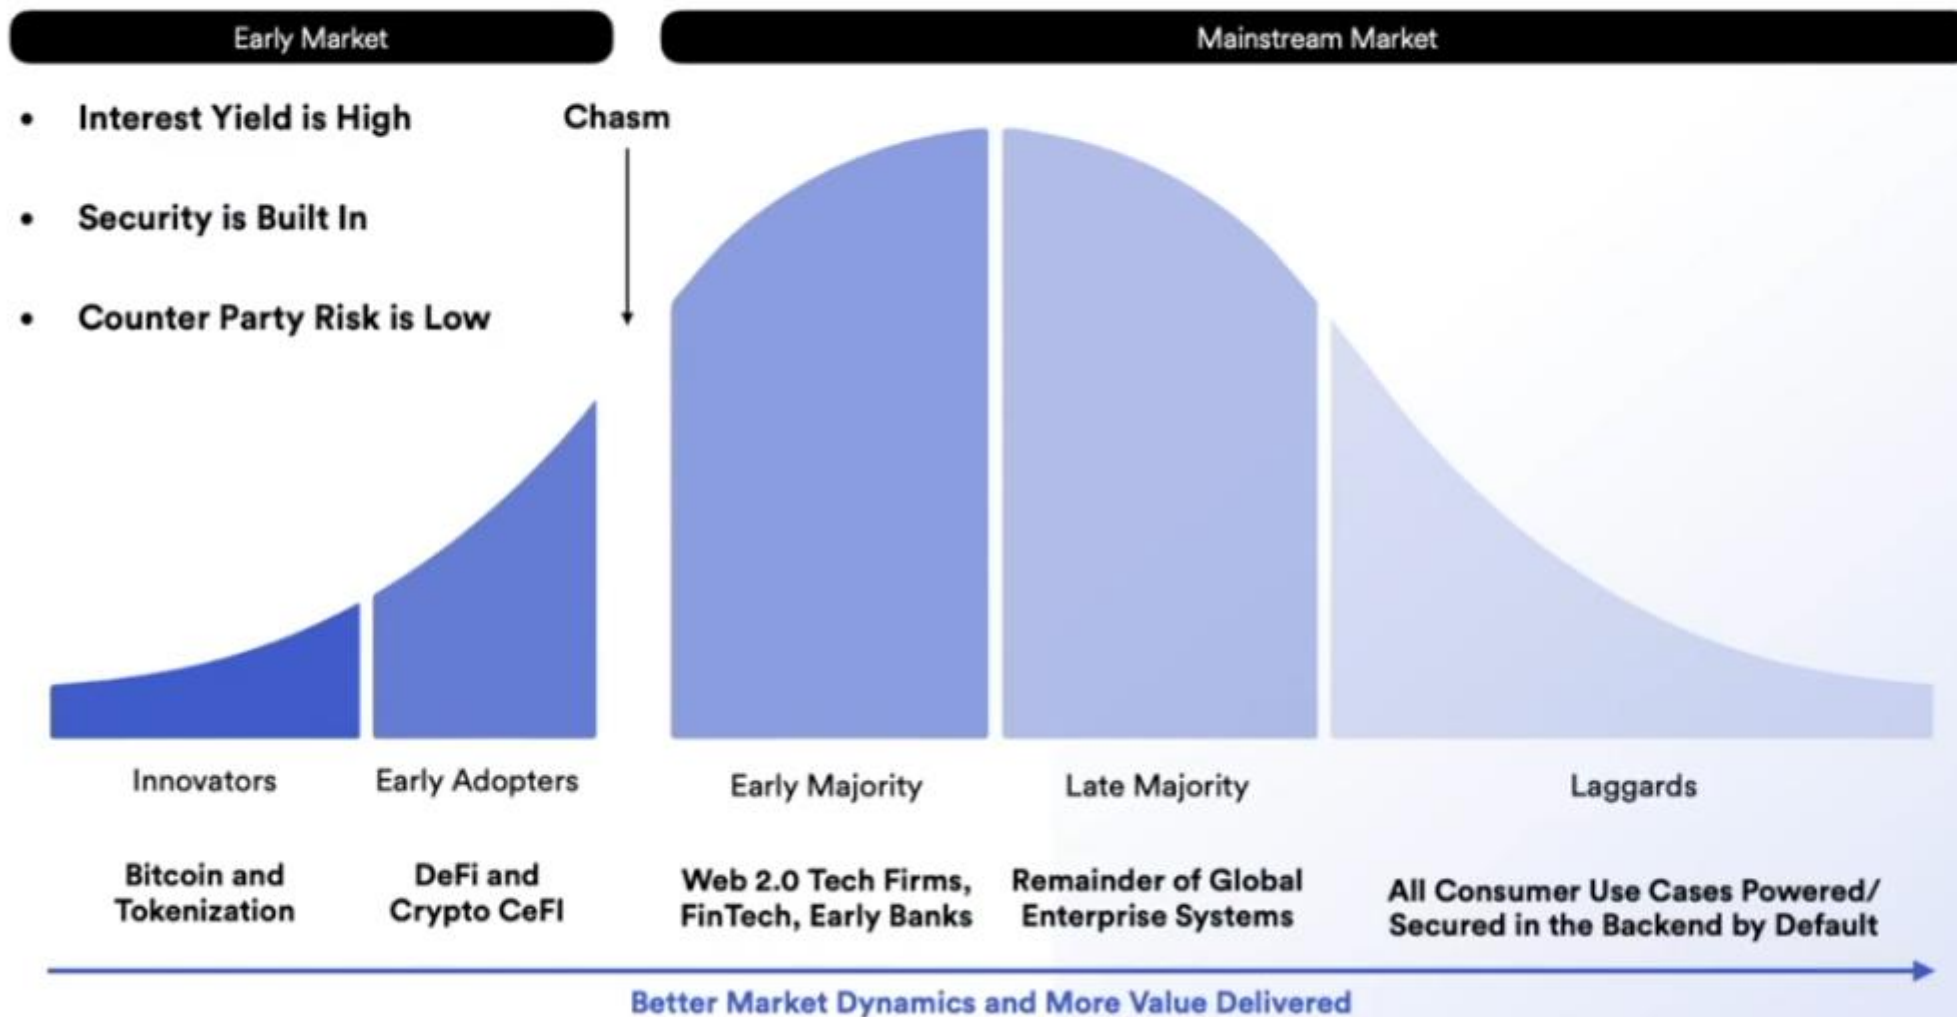 Early Market
Mainstream Market
• Interest Yield is High
• Security is Built In
• Counter Party Risk is Low
Chasm
Innovators
Early Adopters
Early Majority
Late Majority
Laggards
Bitcoin and
Tokenization
DeFi and
Crypto CeFI
Web 2.0 Tech Firms,
FinTech, Early Banks
Remainder of Global
Enterprise Systems
All Consumer Use Cases Powered/
Secured in the Backend by Default
Better Market Dynamics and More Value Delivered